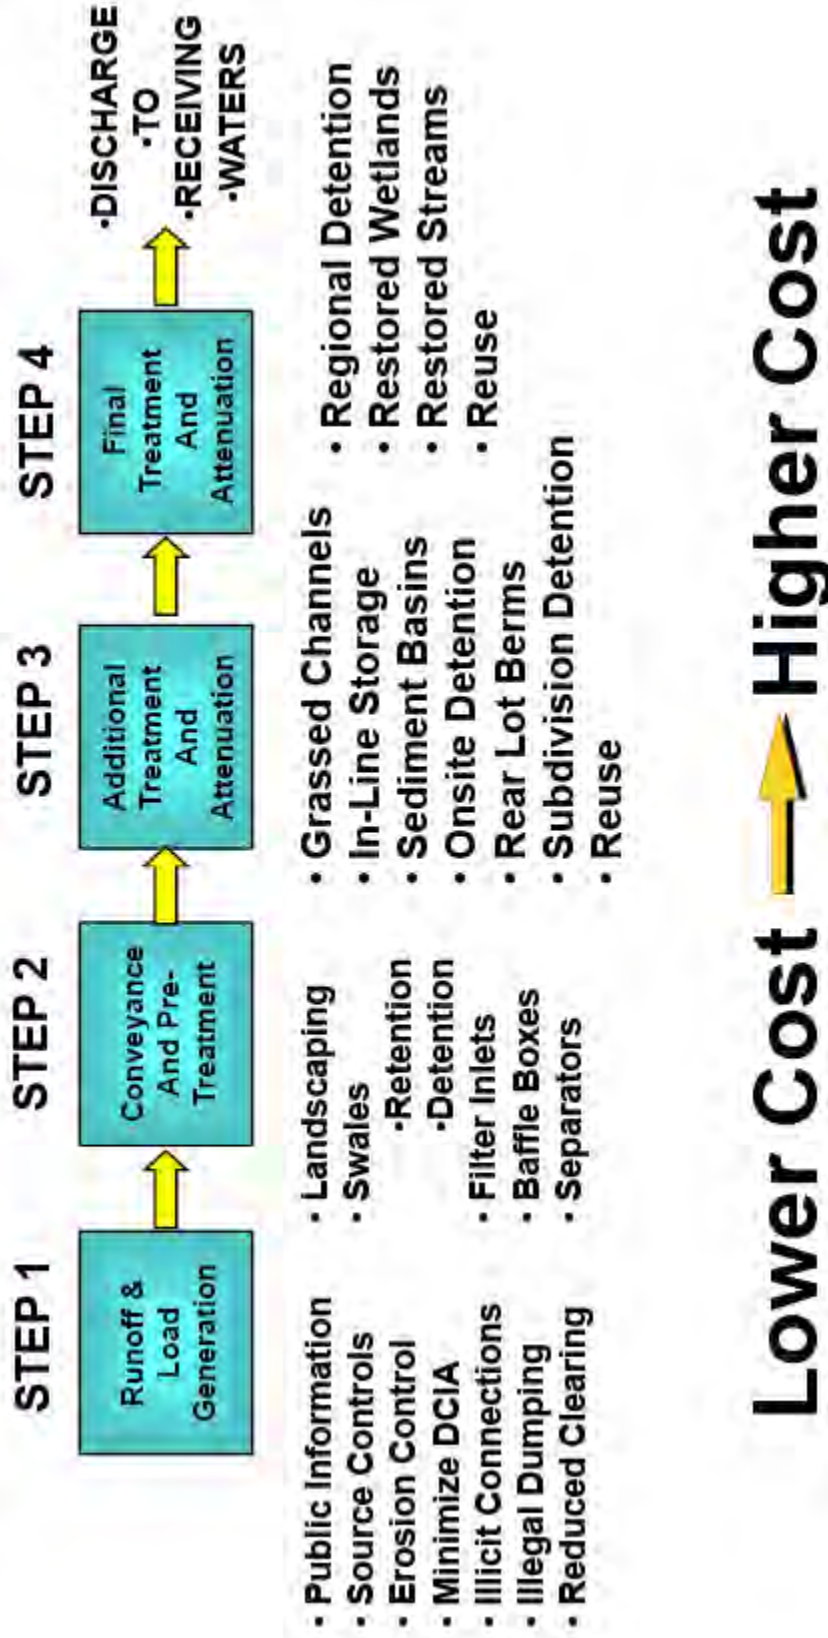 STEP 1
Runoff &
Load
Generation
• Public Information
• Source Controls
• Erosion Control
• Minimize DCIA
• Illicit Connections
• Illegal Dumping
• Reduced Clearing
STEP 2
Conveyance
And Pre-
Treatment
• Landscaping
• Swales
•Retention
•Detention
• Filter Inlets
• Baffle Boxes
• Separators
STEP 3
Additional
Treatment
And
Attenuation
• Grassed Channels
• In-Line Storage
• Sediment Basins
• Onsite Detention
• Rear Lot Berms
• Subdivision Detention
• Reuse
STEP 4
Final
Treatment
And
Attenuation
• Regional Detention
• Restored Wetlands
• Restored Streams
• Reuse
•DISCHARGE
•TO
•RECEIVING
•WATERS
Lower Cost Higher Cost